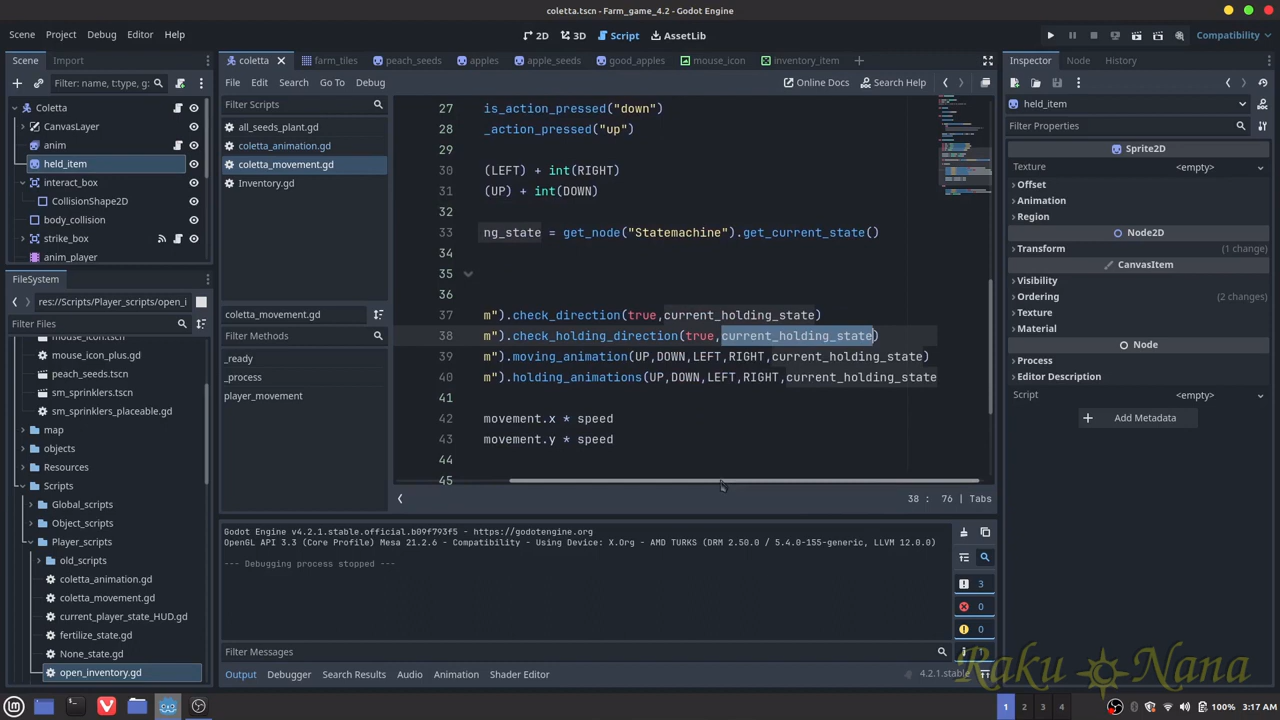 coletta.tscn - Farm_game_4.2 - Godot Engine
Scene Project Debug Editor Help
2D 3D Script AssetLib
Compatibility
Scene Import
coletta farm_tiles peach_seeds apples apple_seeds good_apples mouse_icon inventory_item
Inspector Node History
Filter: name, t:type, g:
File Edit Search Go To Debug
Online Docs Search Help
Coletta
CanvasLayer
anim
held_item
interact_box
CollisionShape2D
body_collision
strike_box
anim_player
Filter Scripts
_seeds_plant.gd
coletta_animation.gd
coletta_movement.gd
Inventory.gd
coletta_movement.gd
Filter Methods
_ready
_process
player_movement
27 is_action_pressed("down")
28 _action_pressed("up")
29
30 (LEFT) + int(RIGHT)
31 (UP) + int(DOWN)
32
33 ng_state = get_node("Statemachine").get_current_state()
34
35
36
37 m").check_direction(true,current_holding_state)
38 m").check_holding_direction(true,current_holding_state)
39 m").moving_animation(UP,DOWN,LEFT,RIGHT,current_holding_state)
40 m").holding_animations(UP,DOWN,LEFT,RIGHT,current_holding_state
41
42 movement.x * speed
43 movement.y * speed
44
45
38 : 76 | Tabs
held_item
Filter Properties
Sprite2D
Texture <empty>
Offset
Animation
Region
Node2D
Transform (1 change)
CanvasItem
Visibility
Ordering (2 changes)
Texture
Material
Node
Process
Editor Description
Script <empty>
Add Metadata
FileSystem
res://Scripts/Player_scripts/open_i
Filter Files
mouse_icon.tscn
mouse_icon_plus.gd
peach_seeds.tscn
sm_sprinklers.tscn
sm_sprinklers_placeable.gd
map
objects
Resources
Scripts
Global_scripts
Object_scripts
Player_scripts
old_scripts
coletta_animation.gd
coletta_movement.gd
current_player_state_HUD.gd
fertilize_state.gd
None_state.gd
open_inventory.gd
Godot Engine v4.2.1.stable.official.b09f793f5 - https://godotengine.org
OpenGL API 3.3 (Core Profile) Mesa 21.2.6 - Compatibility - Using Device: X.Org - AMD TURKS (DRM 2.50.0 / 5.4.0-155-generic, LLVM 12.0.0)
--- Debugging process stopped ---
3
0
0
Filter Messages
Output Debugger Search Results Audio Animation Shader Editor
4.2.1.stable
Raku Nana
1 2 3 4
100% 3:17 AM